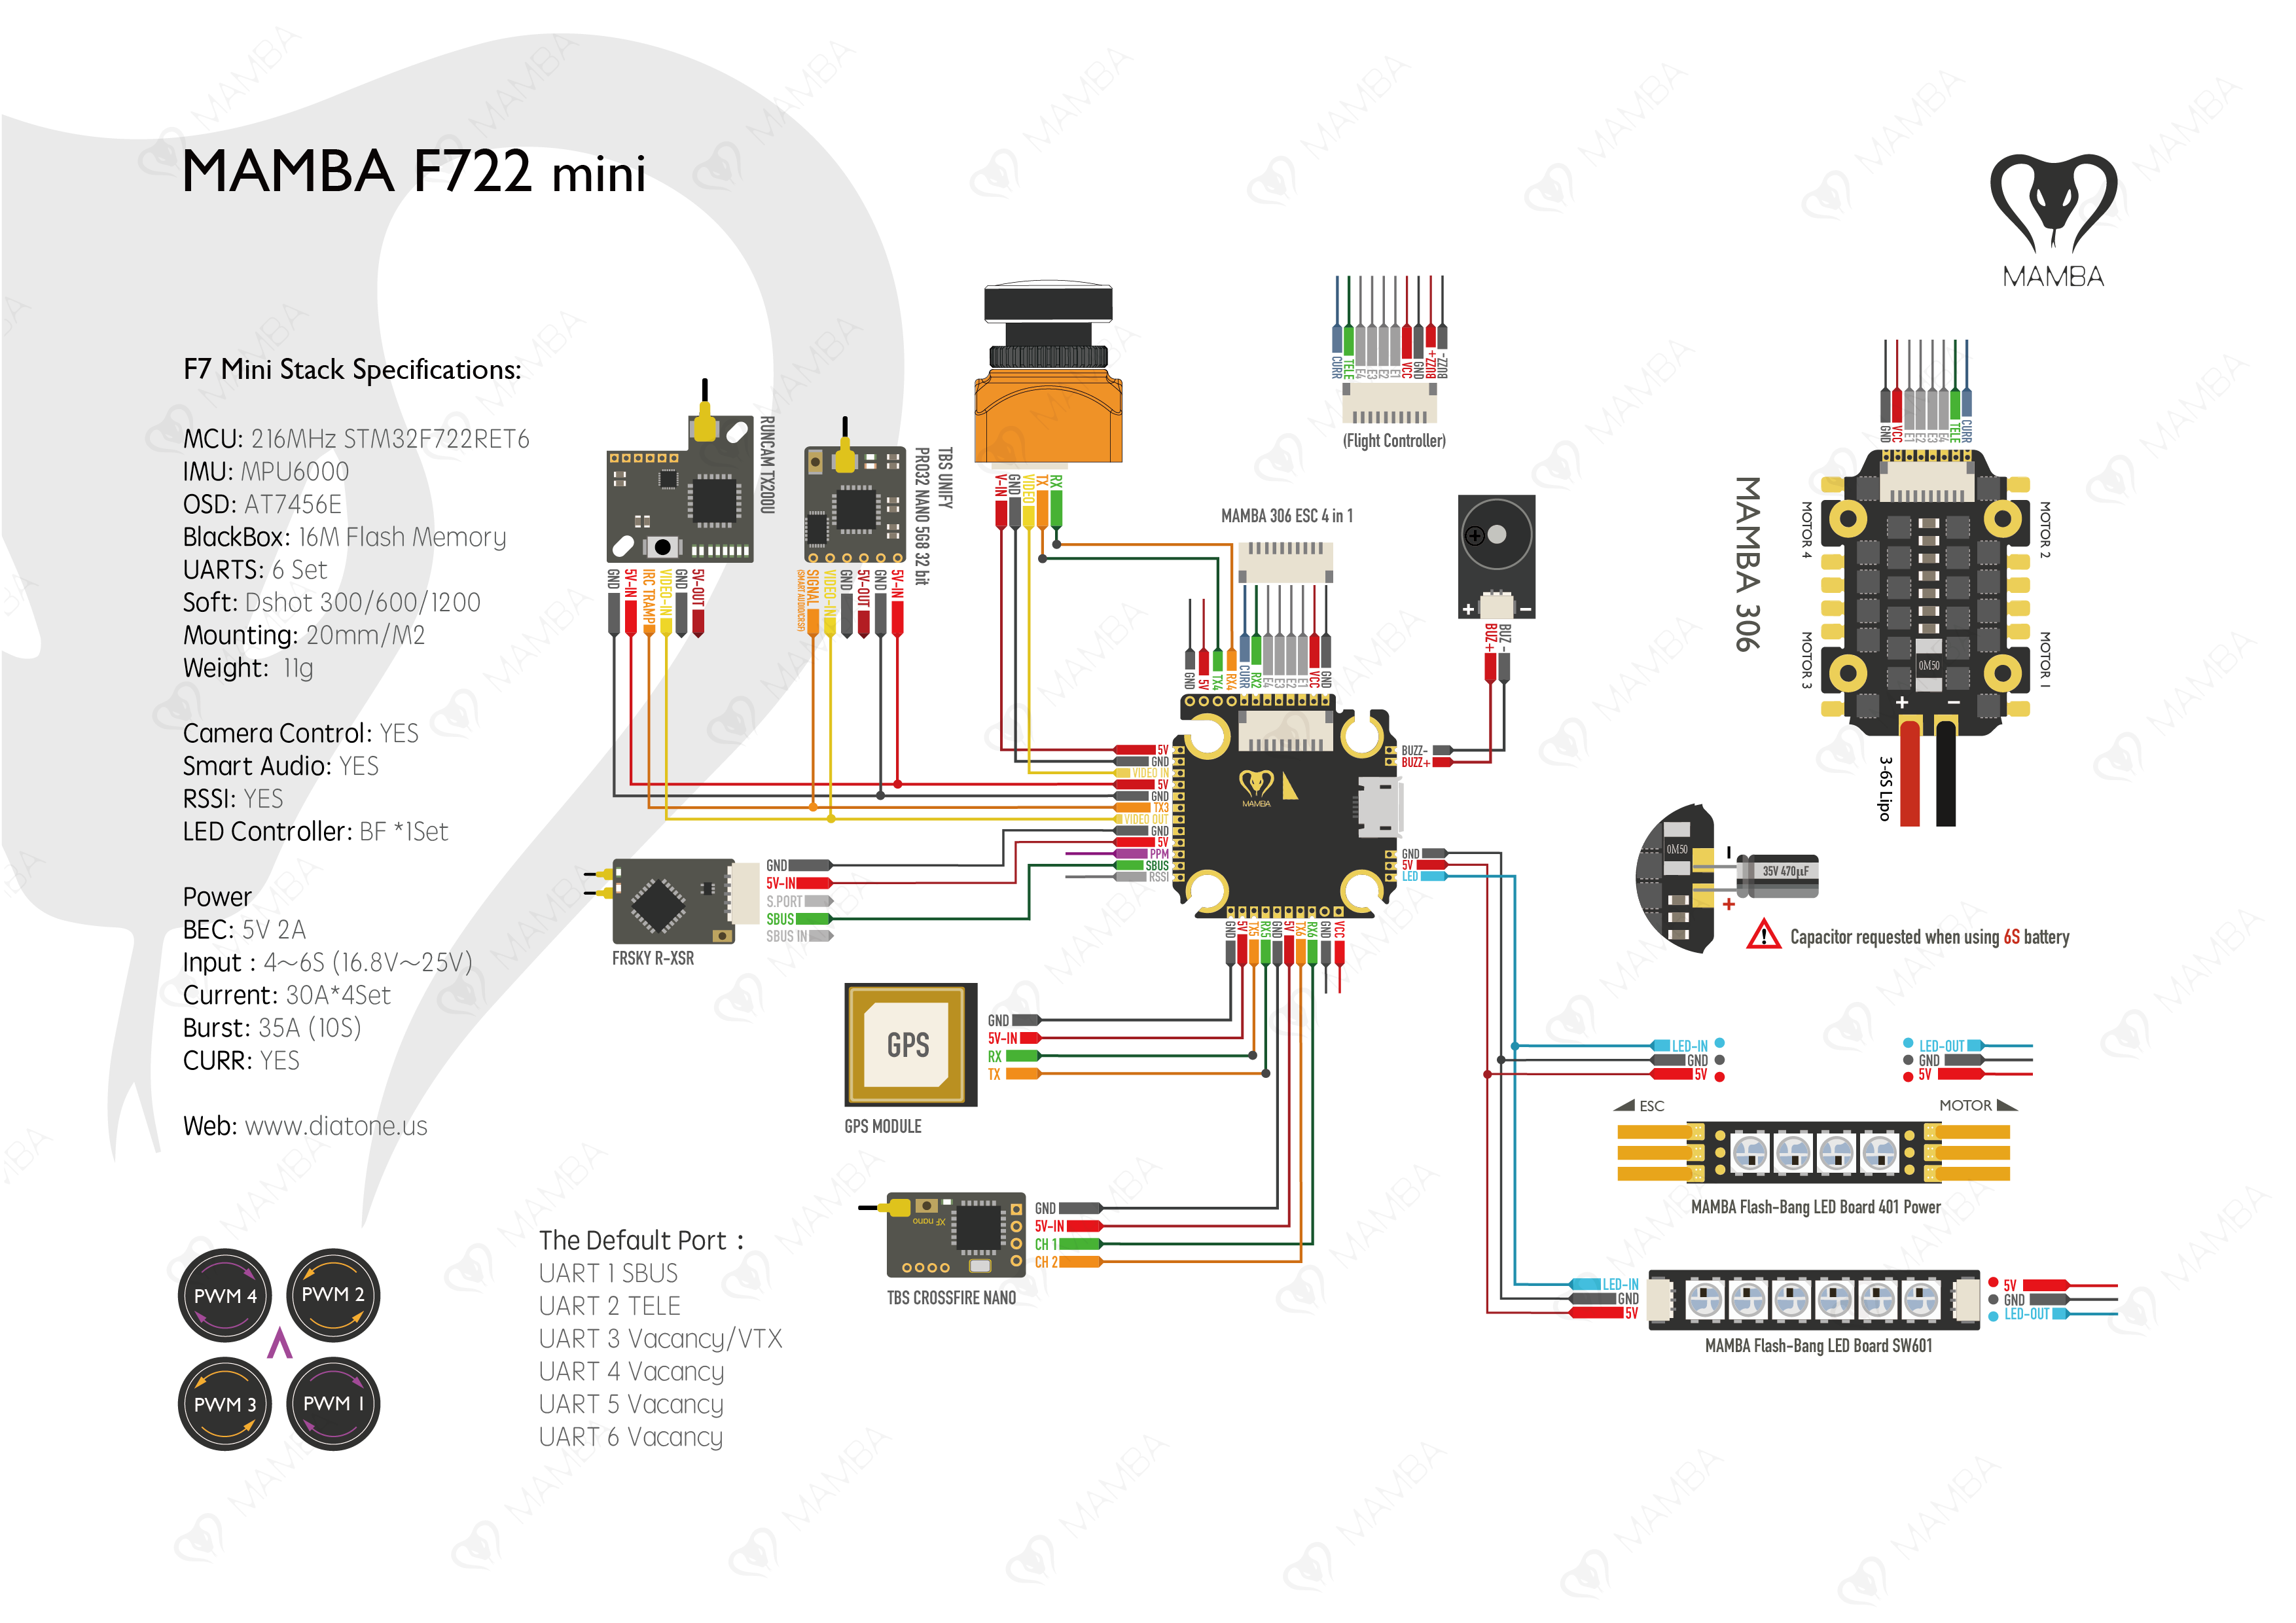 MAMBA F722 mini
MAMBA
F7 Mini Stack Specifications:
MCU: 216MHz STM32F722RET6
IMU: MPU6000
OSD: AT7456E
BlackBox: 16M Flash Memory
UARTS: 6 Set
Soft: Dshot 300/600/1200
Mounting: 20mm/M2
Weight: 11g
Camera Control: YES
Smart Audio: YES
RSSI: YES
LED Controller: BF *1Set
Power
BEC: 5V 2A
Input : 4～6S (16.8V～25V)
Current: 30A*4Set
Burst: 35A (10S)
CURR: YES
Web: www.diatone.us
PWM 4
PWM 2
PWM 3
PWM 1
The Default Port :
UART 1 SBUS
UART 2 TELE
UART 3 Vacancy/VTX
UART 4 Vacancy
UART 5 Vacancy
UART 6 Vacancy
RUNCAM TX200U
GND
5V-IN
IRC TRAMP
VIDEO-IN
GND
5V-OUT
TBS UNIFY
PRO32 NANO 5G8 32 bit
SIGNAL
(SMART AUDIO/CRSF)
VIDEO-IN
GND
5V-OUT
GND
5V-IN
V-IN
GND
VIDEO
TX
RX
CURR
TELE
E4
E3
E2
E1
VCC
GND
BUZZ+
BUZZ-
(Flight Controller)
MAMBA 306 ESC 4 in 1
GND
5V
TX4
RX4
CURR
RX2
E4
E3
E2
E1
VCC
GND
+ −
BUZ+
BUZ -
5V
GND
VIDEO IN
5V
GND
TX3
VIDEO OUT
GND
5V
PPM
SBUS
RSSI
MAMBA
BUZZ-
BUZZ+
GND
5V
LED
GND
5V
TX5
RX5
GND
5V
TX6
RX6
GND
VCC
GND
5V-IN
S.PORT
SBUS
SBUS IN
FRSKY R-XSR
GPS
GND
5V-IN
RX
TX
GPS MODULE
XF nano
GND
5V-IN
CH 1
CH 2
TBS CROSSFIRE NANO
GND
VCC
E1
E2
E3
E4
TELE
CURR
MAMBA 306
MOTOR 4
MOTOR 2
MOTOR 3
MOTOR 1
0M50
+ −
3-6S Lipo
0M50
-
+
35V 470μF
! Capacitor requested when using 6S battery
LED-IN
GND
5V
LED-OUT
GND
5V
ESC
MOTOR
MAMBA Flash-Bang LED Board 401 Power
LED-IN
GND
5V
5V
GND
LED-OUT
MAMBA Flash-Bang LED Board SW601